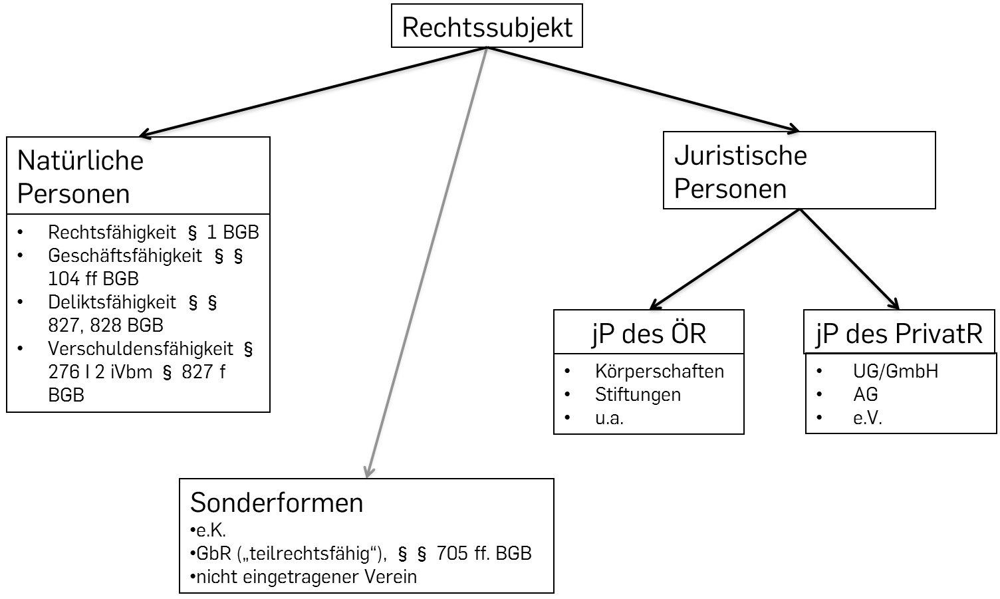 Rechtssubjekt
Natürliche
Personen
• Rechtsfähigkeit § 1 BGB
• Geschäftsfähigkeit § §
104 ff BGB
• Deliktsfähigkeit § §
827, 828 BGB
• Verschuldensfähigkeit §
276 I 2 iVbm § 827 f
BGB
Juristische
Personen
jP des ÖR
• Körperschaften
• Stiftungen
• u.a.
jP des PrivatR
• UG/GmbH
• AG
• e.V.
Sonderformen
•e.K.
•GbR („teilrechtsfähig“), § § 705 ff. BGB
•nicht eingetragener Verein